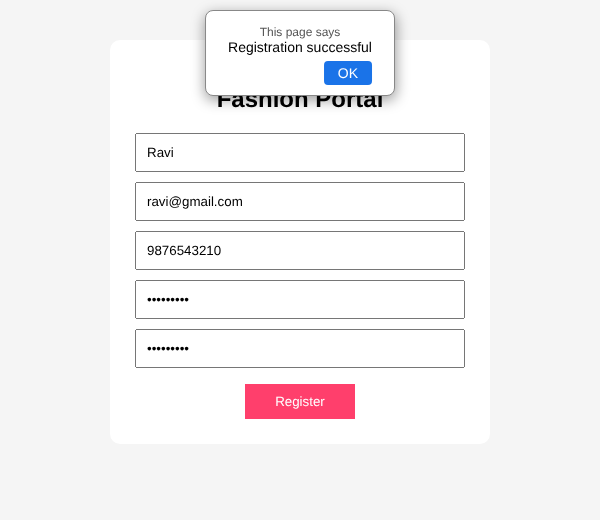 This page says
Registration successful
OK
Fashion Portal
Ravi
ravi@gmail.com
9876543210
•••••••••
•••••••••
Register